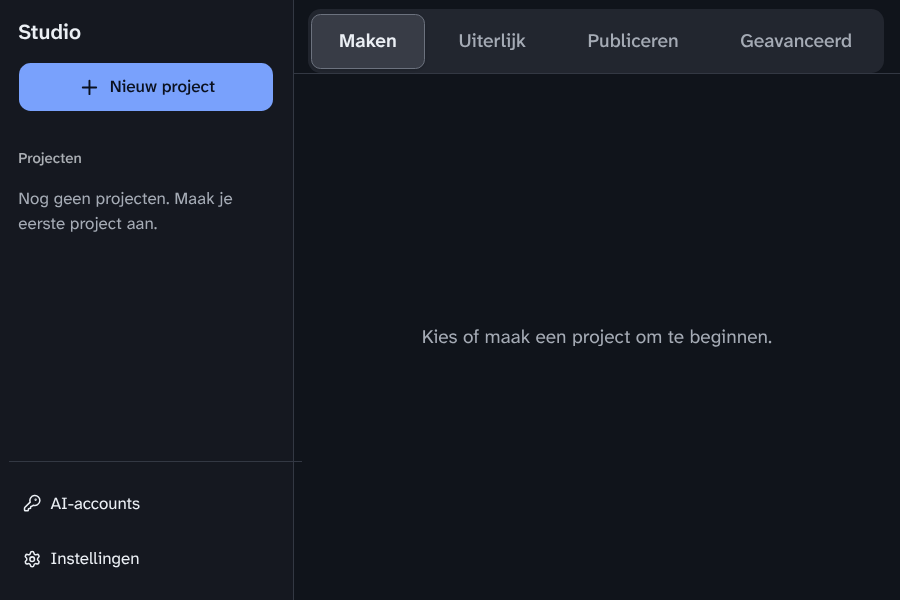 Studio
Nieuw project
Projecten
Nog geen projecten. Maak je
eerste project aan.
AI-accounts
Instellingen
Maken
Uiterlijk
Publiceren
Geavanceerd
Kies of maak een project om te beginnen.